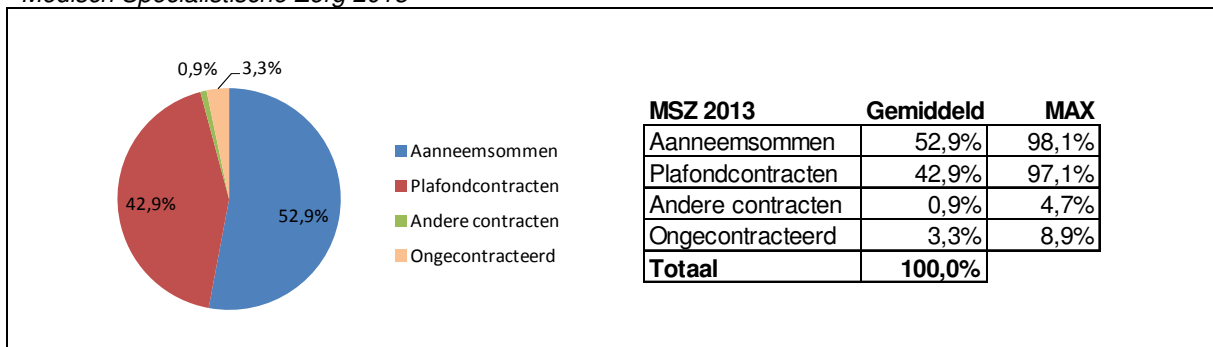 Medisch Specialistische Zorg 2013
0,9%
3,3%
42,9%
52,9%
Aanneemsommen
Plafondcontracten
Andere contracten
Ongecontracteerd
MSZ 2013 Gemiddeld MAX
Aanneemsommen 52,9% 98,1%
Plafondcontracten 42,9% 97,1%
Andere contracten 0,9% 4,7%
Ongecontracteerd 3,3% 8,9%
Totaal 100,0%